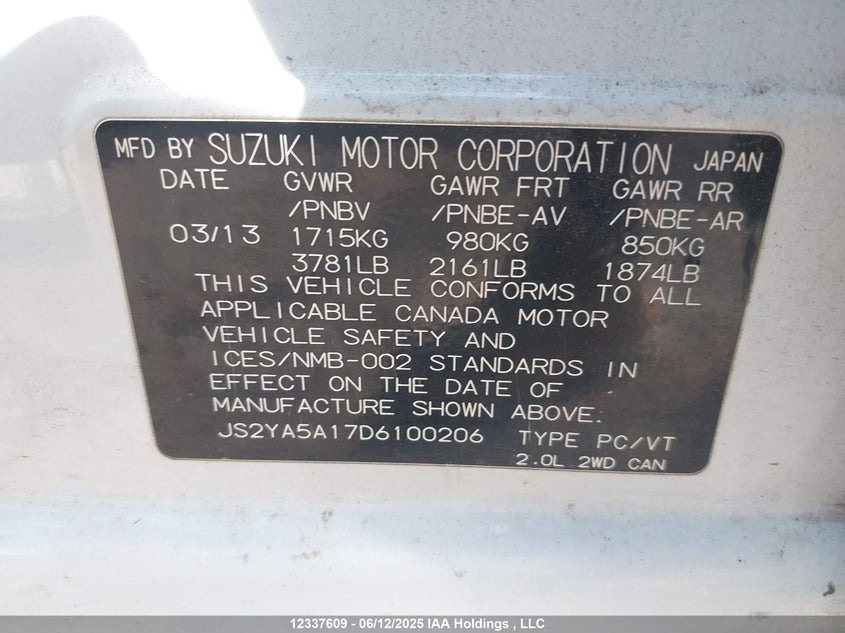 MFD BY SUZUKI MOTOR CORPORATION JAPAN
DATE GVWR GAWR FRT GAWR RR
/PNBV /PNBE-AV /PNBE-AR
03/13 1715KG 980KG 850KG
3781LB 2161LB 1874LB
THIS VEHICLE CONFORMS TO ALL
APPLICABLE CANADA MOTOR
VEHICLE SAFETY AND
ICES/NMB-002 STANDARDS IN
EFFECT ON THE DATE OF
MANUFACTURE SHOWN ABOVE.
JS2YA5A17D6100206 TYPE PC/VT
2.0L 2WD CAN
12337609 - 06/12/2025 IAA Holdings , LLC